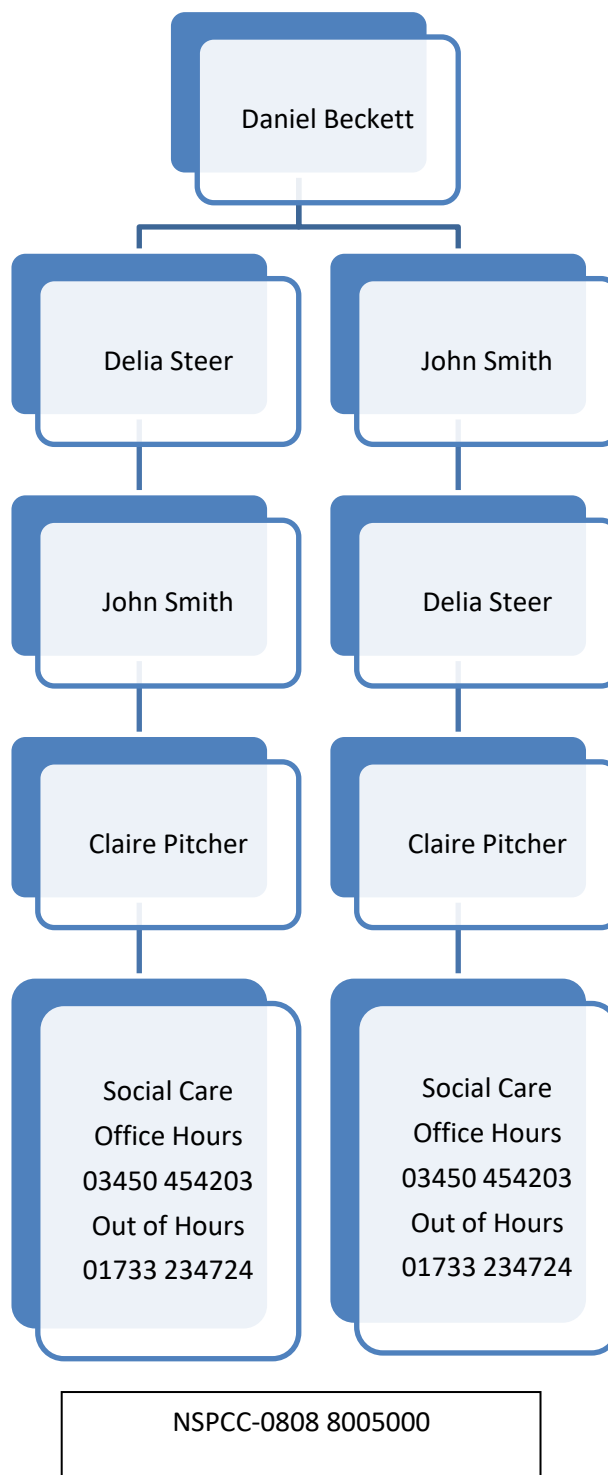 Daniel Beckett
Delia Steer
John Smith
John Smith
Delia Steer
Claire Pitcher
Claire Pitcher
Social Care
Office Hours
03450 454203
Out of Hours
01733 234724
Social Care
Office Hours
03450 454203
Out of Hours
01733 234724
NSPCC-0808 8005000